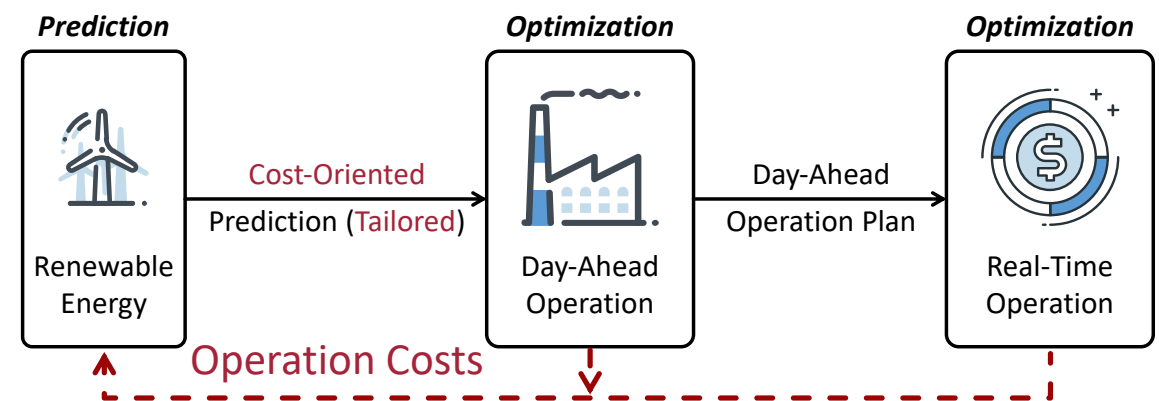 Prediction
Optimization
Optimization
Cost-Oriented
Prediction (Tailored)
Day-Ahead
Operation Plan
Renewable
Energy
Day-Ahead
Operation
$
Real-Time
Operation
Operation Costs